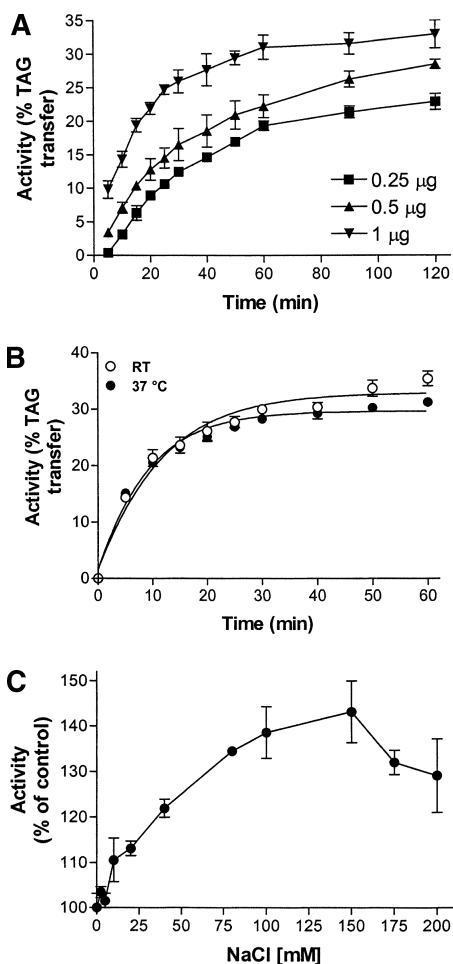 A
Activity (% TAG
transfer)
35
30
25
20
15
10
5
0
0 20 40 60 80 100 120
0.25 µg
0.5 µg
1 µg
Time (min)
B
Activity (% TAG
transfer)
40
30
20
10
0
0 10 20 30 40 50 60
RT
37 °C
Time (min)
C
Activity
(% of control)
150
140
130
120
110
100
0 25 50 75 100 125 150 175 200
NaCl [mM]